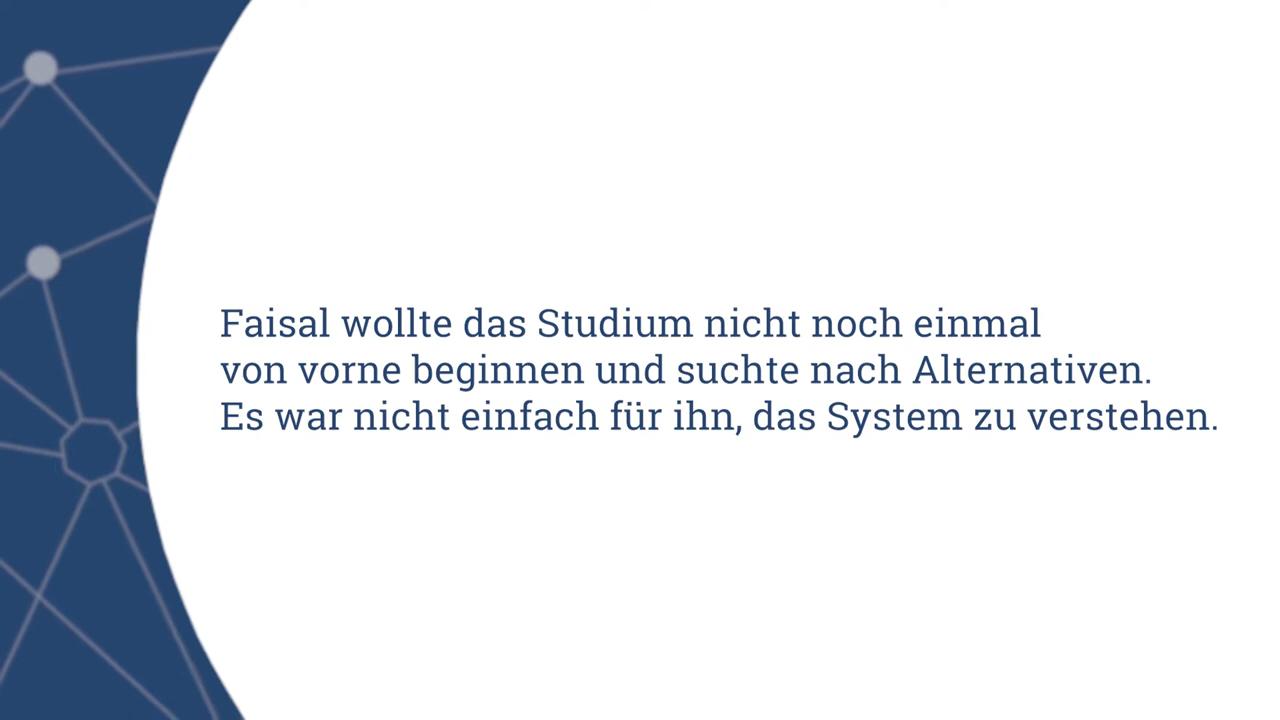 Faisal wollte das Studium nicht noch einmal
von vorne beginnen und suchte nach Alternativen.
Es war nicht einfach für ihn, das System zu verstehen.